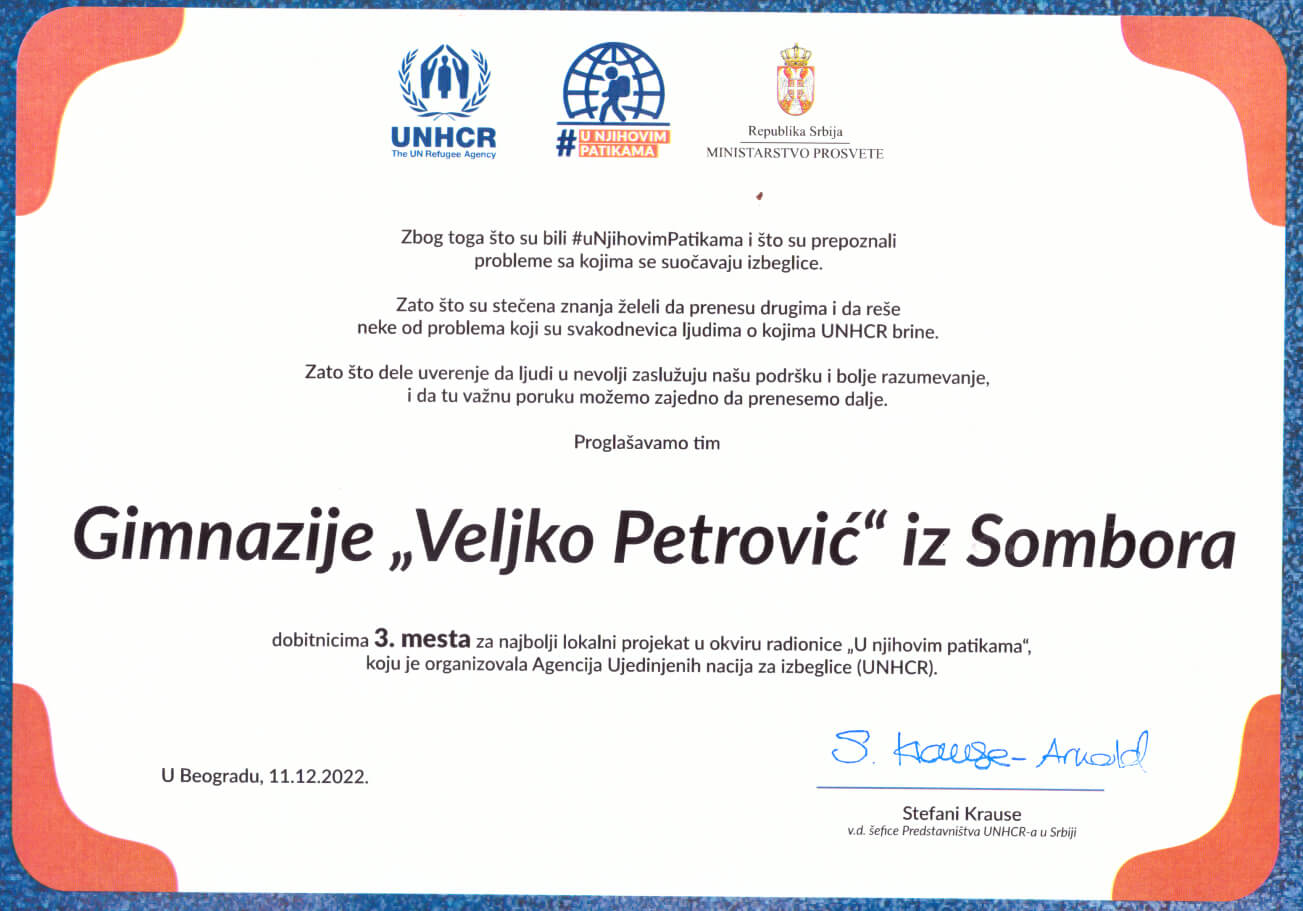 UNHCR
The UN Refugee Agency
# U NJIHOVIM
PATIKAMA
Republika Srbija
MINISTARSTVO PROSVETE
Zbog toga što su bili #uNjihovimPatikama i što su prepoznali
probleme sa kojima se suočavaju izbeglice.
Zato što su stečena znanja želeli da prenesu drugima i da reše
neke od problema koji su svakodnevica ljudima o kojima UNHCR brine.
Zato što dele uverenje da ljudi u nevolji zaslužuju našu podršku i bolje razumevanje,
i da tu važnu poruku možemo zajedno da prenesemo dalje.
Proglašavamo tim
Gimnazije „Veljko Petrović“ iz Sombora
dobitnicima 3. mesta za najbolji lokalni projekat u okviru radionice „U njihovim patikama“,
koju je organizovala Agencija Ujedinjenih nacija za izbeglice (UNHCR).
S. Krause-Arnold
U Beogradu, 11.12.2022.
Stefani Krause
v.d. šefice Predstavništva UNHCR-a u Srbiji